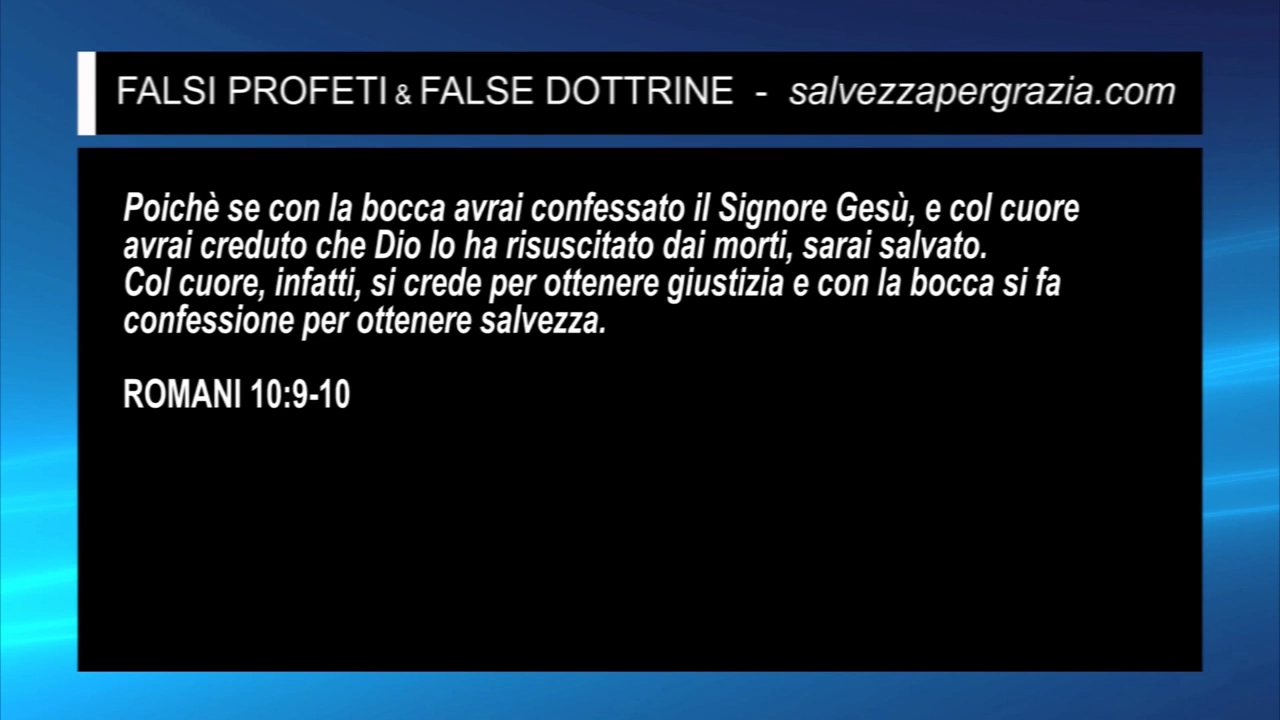 FALSI PROFETI & FALSE DOTTRINE - salvezzapergrazia.com
Poichè se con la bocca avrai confessato il Signore Gesù, e col cuore
avrai creduto che Dio lo ha risuscitato dai morti, sarai salvato.
Col cuore, infatti, si crede per ottenere giustizia e con la bocca si fa
confessione per ottenere salvezza.
ROMANI 10:9-10